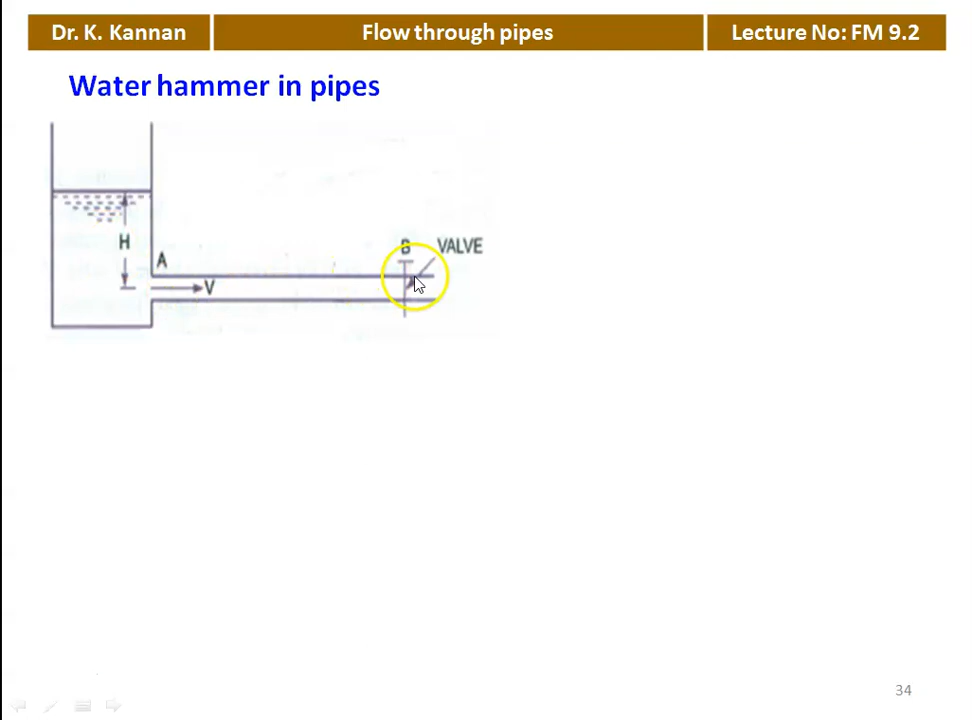 Dr. K. Kannan
Flow through pipes
Lecture No: FM 9.2
Water hammer in pipes
H
A
V
B
VALVE
34